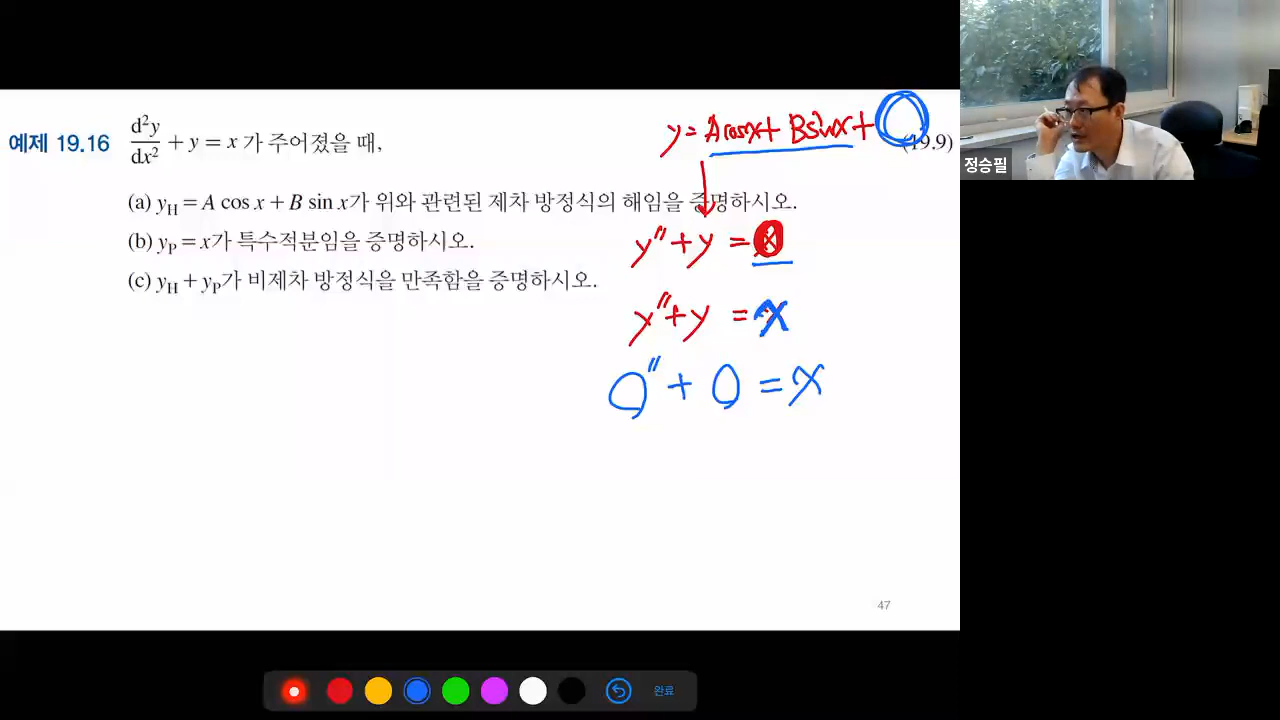 예제 19.16 d²y/dx² + y = x 가 주어졌을 때, (19.9)
(a) y_H = A cos x + B sin x가 위와 관련된 제차 방정식의 해임을 증명하시오.
(b) y_P = x가 특수적분임을 증명하시오.
(c) y_H + y_P가 비제차 방정식을 만족함을 증명하시오.
y = A cos x + B sin x + ○
y″ + y =
y″ + y = x
○″ + ○ = x
정승필
47
완료